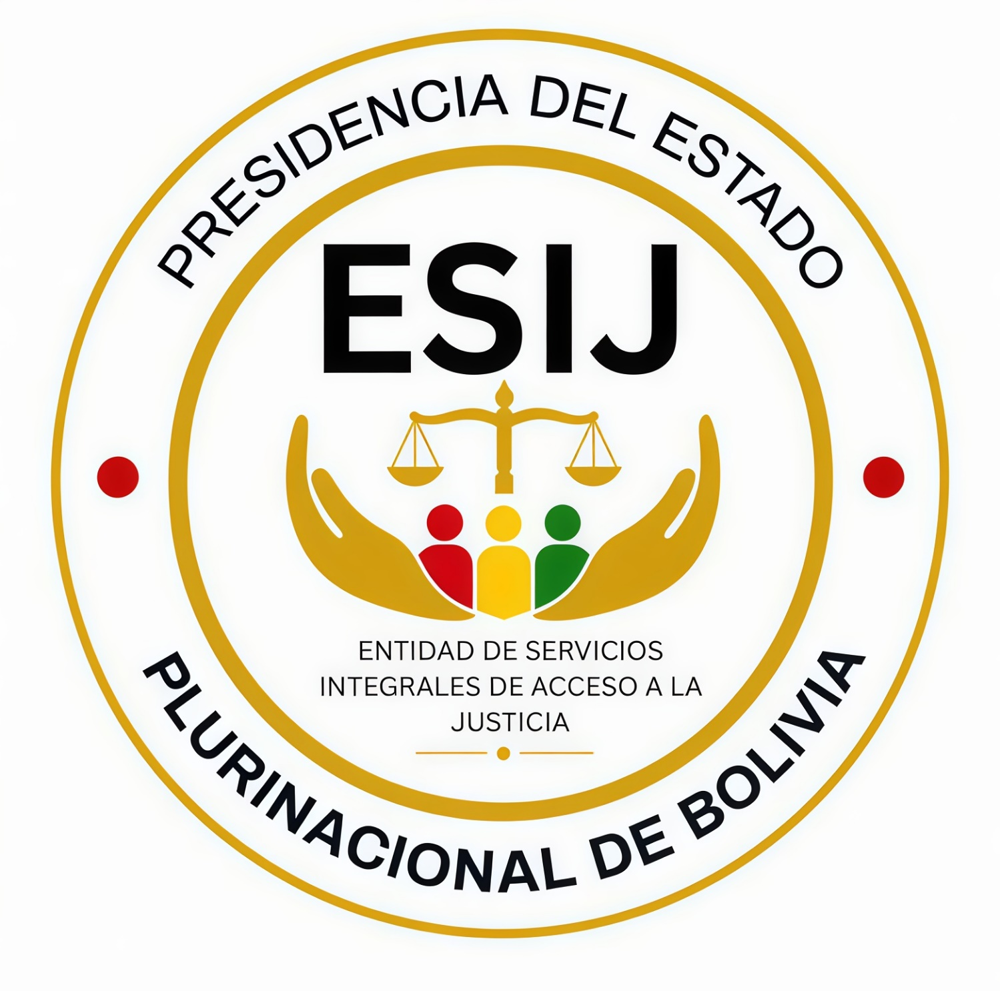 PRESIDENCIA DEL ESTADO
ESIJ
ENTIDAD DE SERVICIOS
INTEGRALES DE ACCESO A LA
JUSTICIA
PLURINACIONAL DE BOLIVIA